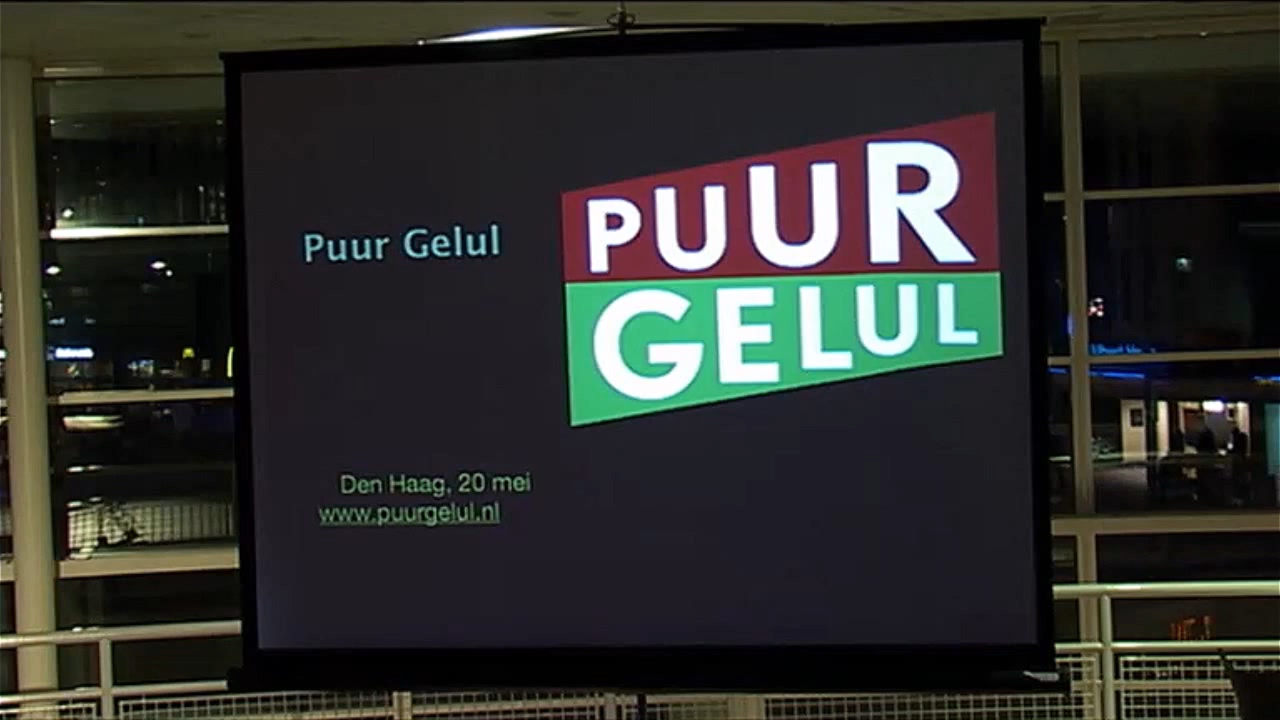 Puur Gelul
PUUR
GELUL
Den Haag, 20 mei
www.puurgelul.nl